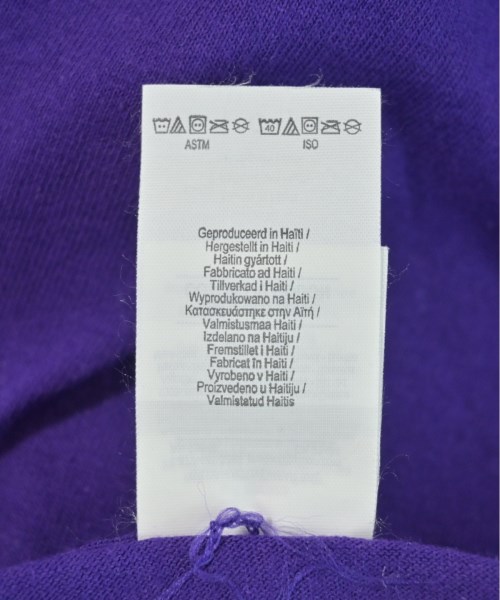 40
ASTM ISO
Geproduceerd in Haïti /
Hergestellt in Haiti /
Haitin gyártott /
Fabbricato ad Haiti /
Tillverkad i Haiti /
Wyprodukowano na Haiti /
Κατασκευάστηκε στην Αϊτή /
Valmistusmaa Haiti /
Izdelano na Haitiju /
Fremstillet i Haiti /
Fabricat în Haiti /
Vyrobeno v Haiti /
Proizvedeno u Haitiju /
Valmistatud Haitis